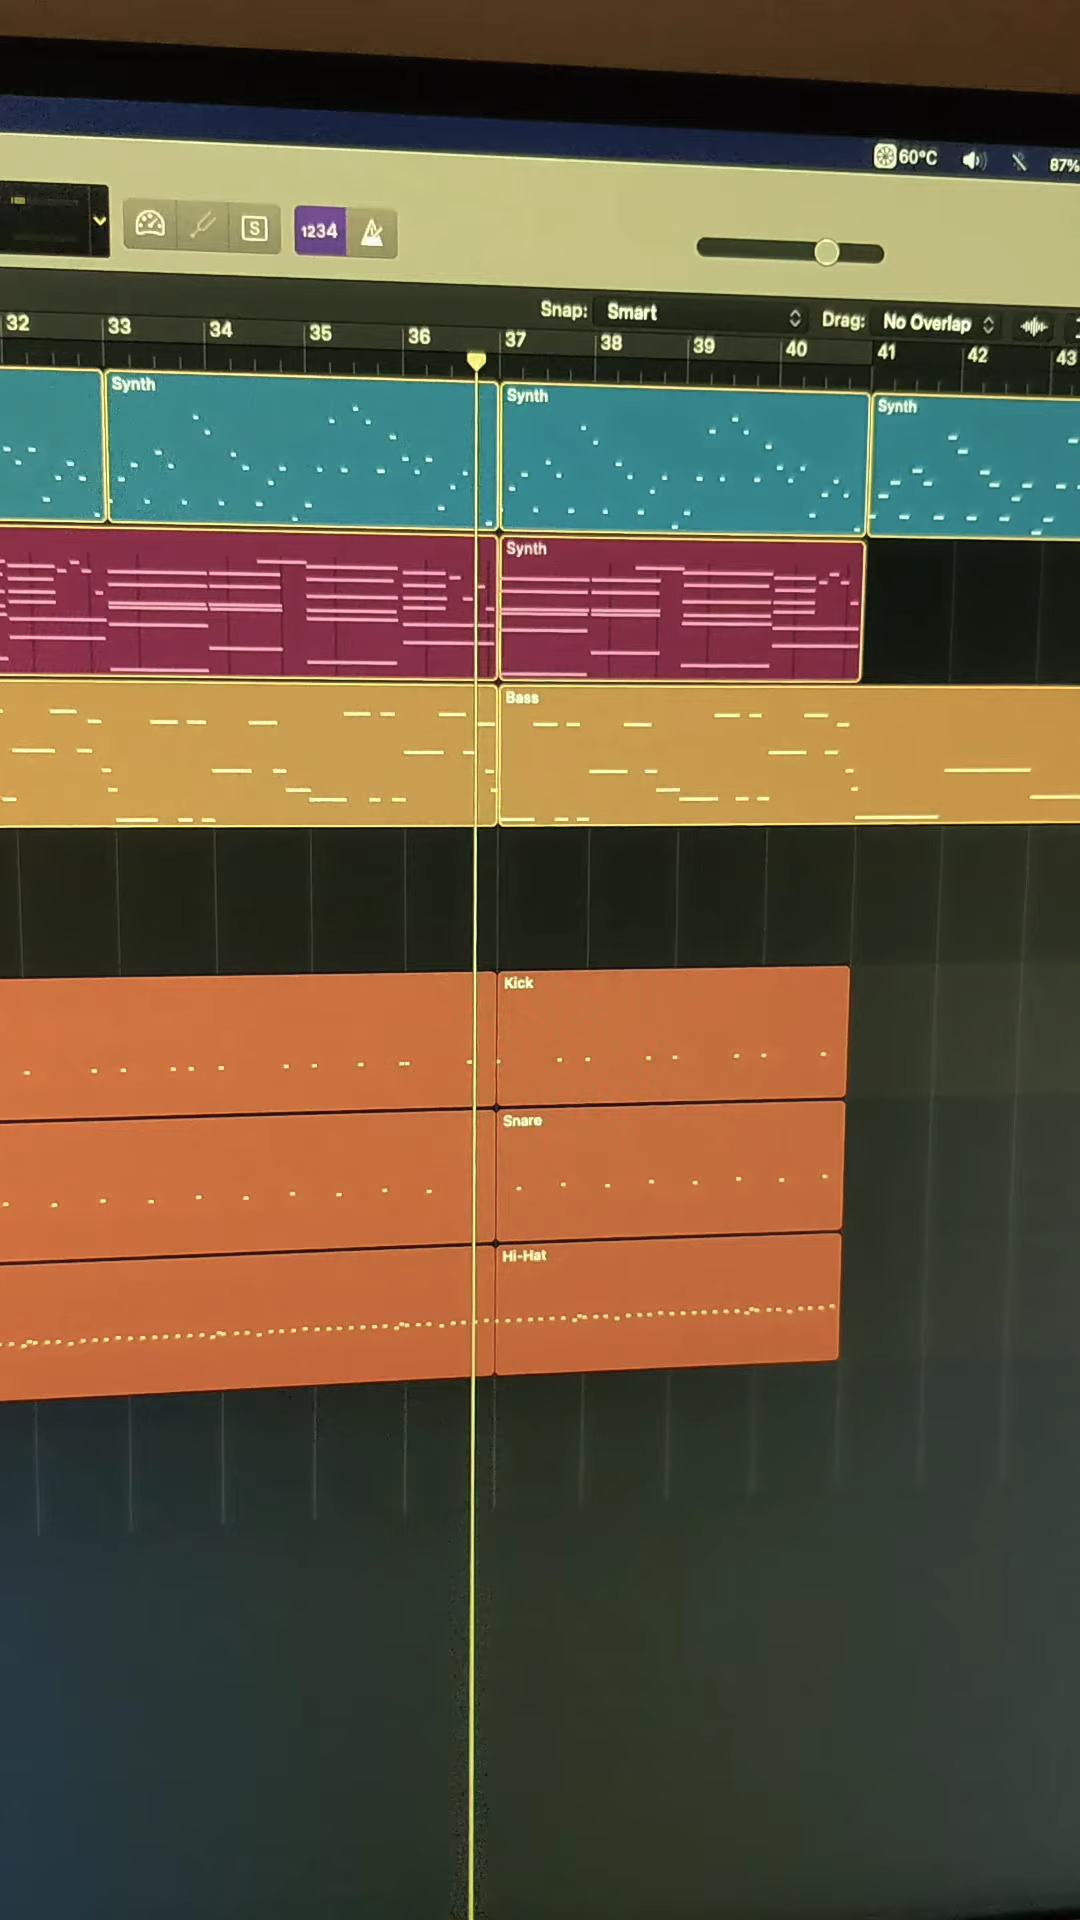 60°C 87%
S 1234
Snap: Smart Drag: No Overlap
32 33 34 35 36 37 38 39 40 41 42 43
Synth Synth Synth
Synth
Bass
Kick
Snare
Hi-Hat